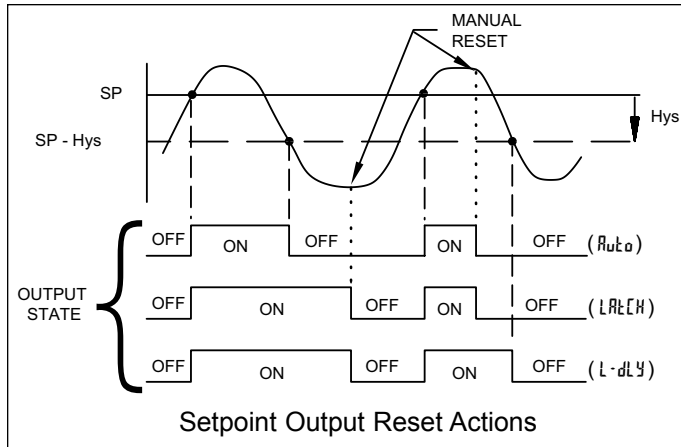 MANUAL
RESET
SP
Hys
SP - Hys
OFF ON OFF ON OFF (Auto)
OUTPUT
STATE
OFF ON OFF ON OFF (LAtCH)
OFF ON OFF ON OFF (L-dLY)
Setpoint Output Reset Actions